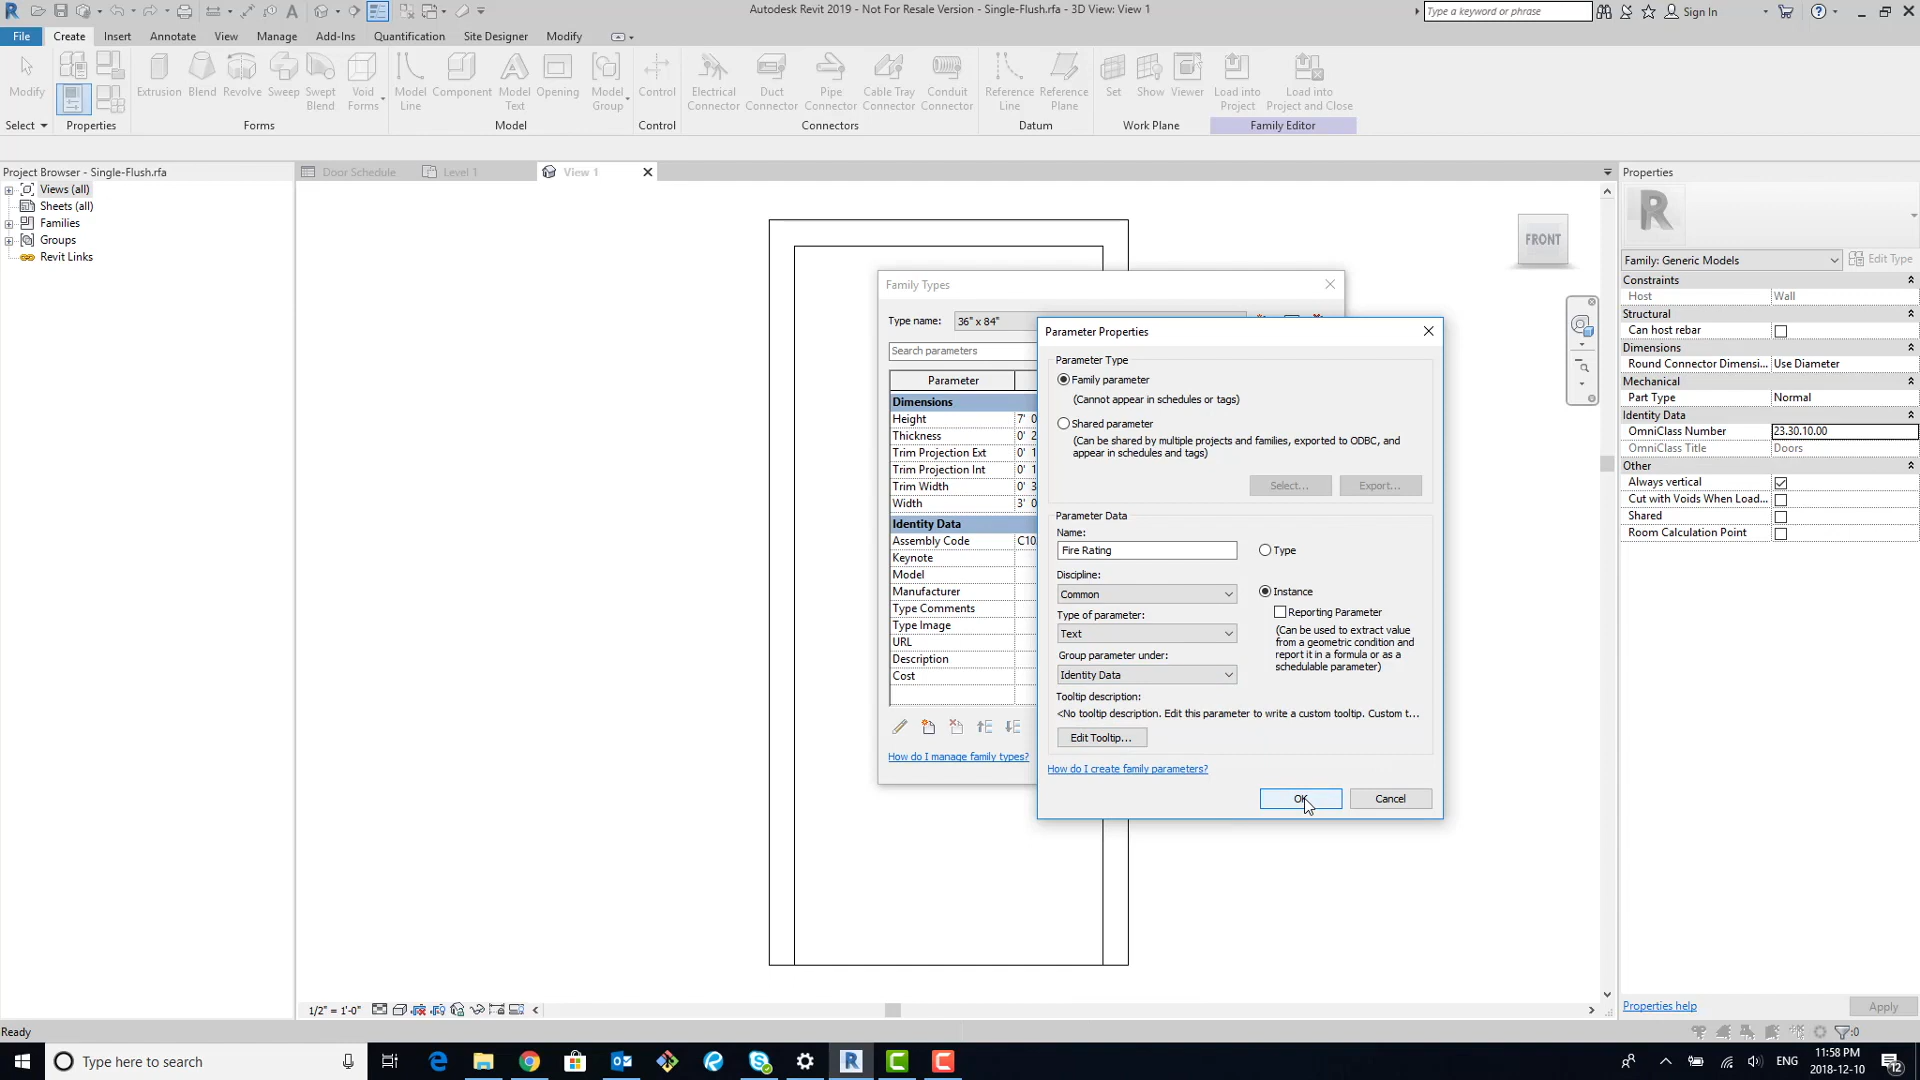 Autodesk Revit 2019 - Not For Resale Version - Single-Flush.rfa - 3D View: View 1
Type a keyword or phrase
Sign In
File Create Insert Annotate View Manage Add-Ins Quantification Site Designer Modify
Modify
Extrusion Blend Revolve Sweep Swept Blend Void Forms
Model Line Component Model Text Opening Model Group
Control
Electrical Connector Duct Connector Pipe Connector Cable Tray Connector Conduit Connector
Reference Line Reference Plane
Set Show Viewer
Load into Project Load into Project and Close
Select Properties Forms Model Control Connectors Datum Work Plane Family Editor
Project Browser - Single-Flush.rfa
Views (all)
Sheets (all)
Families
Groups
Revit Links
Door Schedule Level 1 View 1
FRONT
Family Types
Type name: 36" x 84"
Search parameters
Parameter
Dimensions
Height 7' 0
Thickness 0' 2
Trim Projection Ext 0' 1
Trim Projection Int 0' 1
Trim Width 0' 3
Width 3' 0
Identity Data
Assembly Code C10
Keynote
Model
Manufacturer
Type Comments
Type Image
URL
Description
Cost
How do I manage family types?
Parameter Properties
Parameter Type
Family parameter
(Cannot appear in schedules or tags)
Shared parameter
(Can be shared by multiple projects and families, exported to ODBC, and
appear in schedules and tags)
Select... Export...
Parameter Data
Name:
Fire Rating
Type
Discipline:
Common
Instance
Reporting Parameter
(Can be used to extract value
from a geometric condition and
report it in a formula or as a
schedulable parameter)
Type of parameter:
Text
Group parameter under:
Identity Data
Tooltip description:
<No tooltip description. Edit this parameter to write a custom tooltip. Custom t...
Edit Tooltip...
How do I create family parameters?
OK Cancel
Properties
R
Family: Generic Models Edit Type
Constraints
Host Wall
Structural
Can host rebar
Dimensions
Round Connector Dimensi... Use Diameter
Mechanical
Part Type Normal
Identity Data
OmniClass Number 23.30.10.00
OmniClass Title Doors
Other
Always vertical
Cut with Voids When Load...
Shared
Room Calculation Point
Properties help Apply
1/2" = 1'-0"
Ready
:0
Type here to search
ENG
11:58 PM
2018-12-10
12